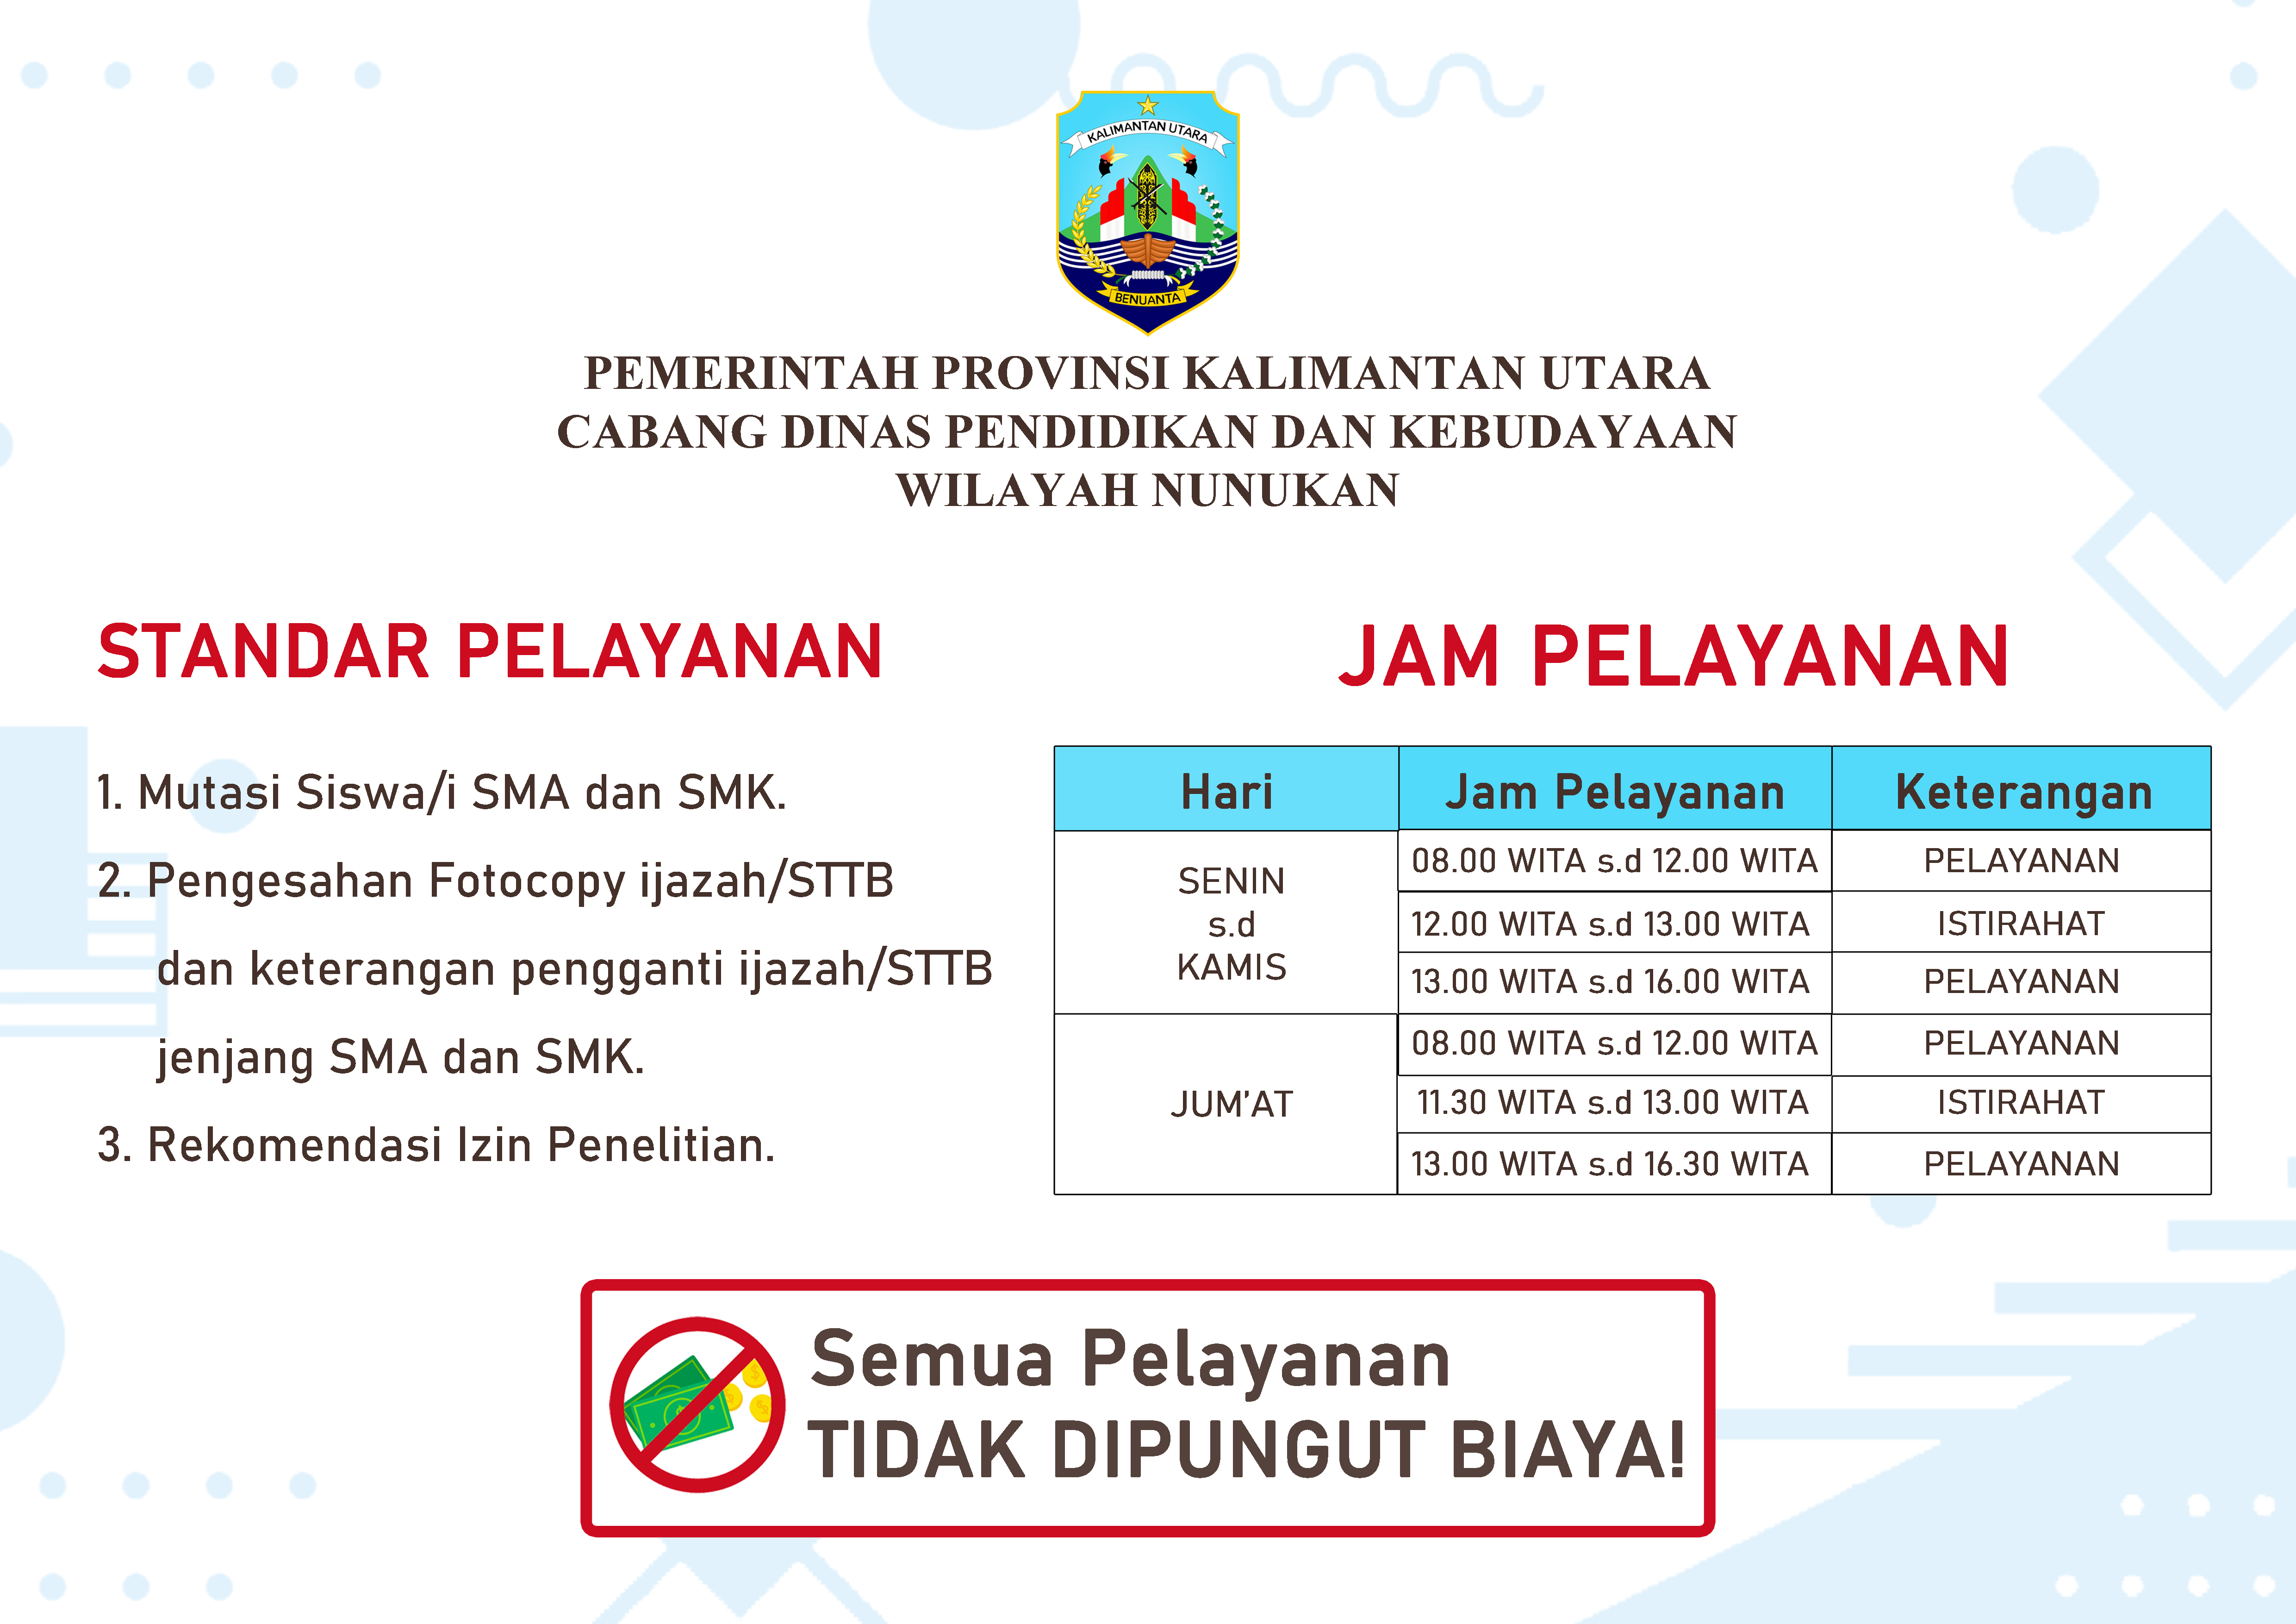 KALIMANTAN UTARA
BENUANTA
PEMERINTAH PROVINSI KALIMANTAN UTARA
CABANG DINAS PENDIDIKAN DAN KEBUDAYAAN
WILAYAH NUNUKAN
STANDAR PELAYANAN
1. Mutasi Siswa/i SMA dan SMK.
2. Pengesahan Fotocopy ijazah/STTB
dan keterangan pengganti ijazah/STTB
jenjang SMA dan SMK.
3. Rekomendasi Izin Penelitian.
JAM PELAYANAN
Hari Jam Pelayanan Keterangan
SENIN
s.d
KAMIS
08.00 WITA s.d 12.00 WITA PELAYANAN
12.00 WITA s.d 13.00 WITA ISTIRAHAT
13.00 WITA s.d 16.00 WITA PELAYANAN
JUM'AT
08.00 WITA s.d 12.00 WITA PELAYANAN
11.30 WITA s.d 13.00 WITA ISTIRAHAT
13.00 WITA s.d 16.30 WITA PELAYANAN
Semua Pelayanan
TIDAK DIPUNGUT BIAYA!